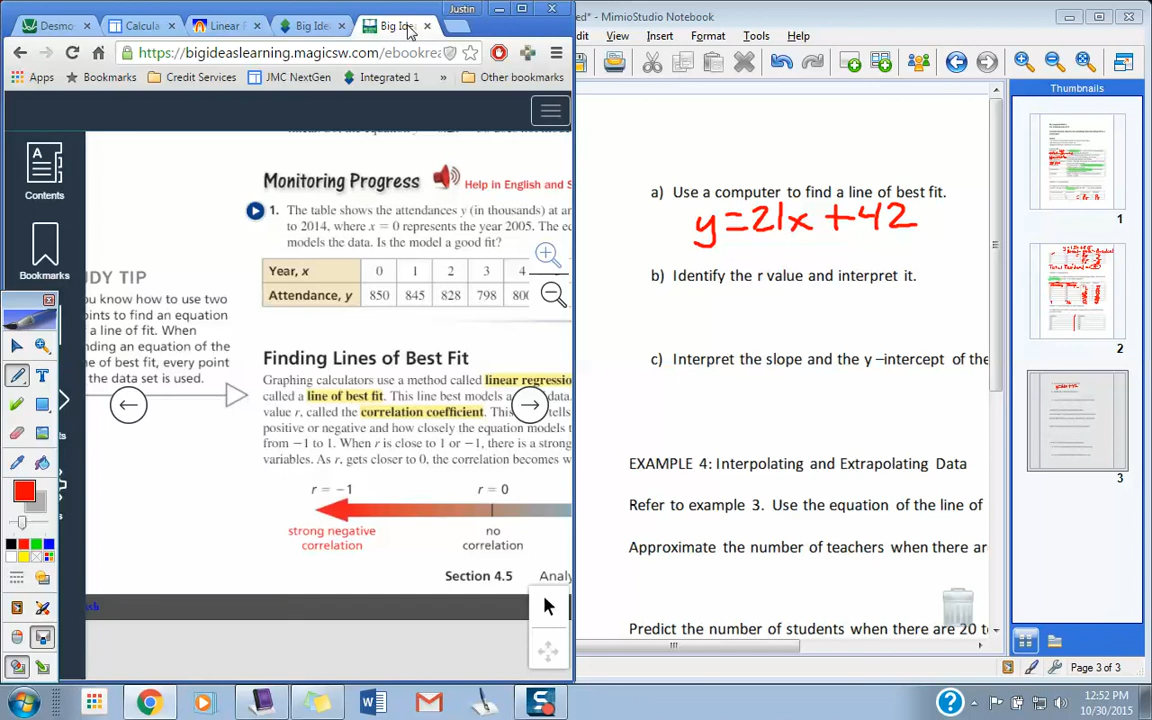 Justin
Desmo
Calcula
Linear F
Big Idea
Big Idea
https://bigideaslearning.magicsw.com/ebookrea
Apps
Bookmarks
Credit Services
JMC NextGen
Integrated 1
»
Other bookmarks
Contents
Bookmarks
Monitoring Progress
Help in English and S
1. The table shows the attendances y (in thousands) at an
to 2014, where x = 0 represents the year 2005. The eq
models the data. Is the model a good fit?
Year, x 0 1 2 3 4
Attendance, y 850 845 828 798 800
UDY TIP
u know how to use two
oints to find an equation
a line of fit. When
nding an equation of the
ne of best fit, every point
the data set is used.
Finding Lines of Best Fit
Graphing calculators use a method called linear regressio
called a line of best fit. This line best models a data.
value r, called the correlation coefficient. This tells
positive or negative and how closely the equation models t
from −1 to 1. When r is close to 1 or −1, there is a strong
variables. As r, gets closer to 0, the correlation becomes w
r = −1
r = 0
strong negative
correlation
no
correlation
Section 4.5 Analy
ed* - MimioStudio Notebook
dit View Insert Format Tools Help
a) Use a computer to find a line of best fit.
y=21x+42
b) Identify the r value and interpret it.
c) Interpret the slope and the y –intercept of the
EXAMPLE 4: Interpolating and Extrapolating Data
Refer to example 3. Use the equation of the line of
Approximate the number of teachers when there are
Predict the number of students when there are 20 t
Thumbnails
1
2
3
Page 3 of 3
12:52 PM
10/30/2015